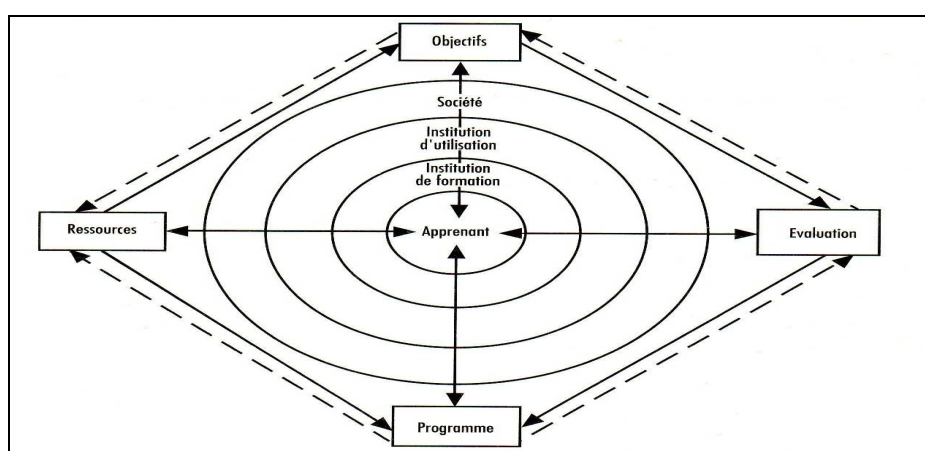 Objectifs
Société
Institution
d'utilisation
Institution
de formation
Ressources
Apprenant
Evaluation
Programme